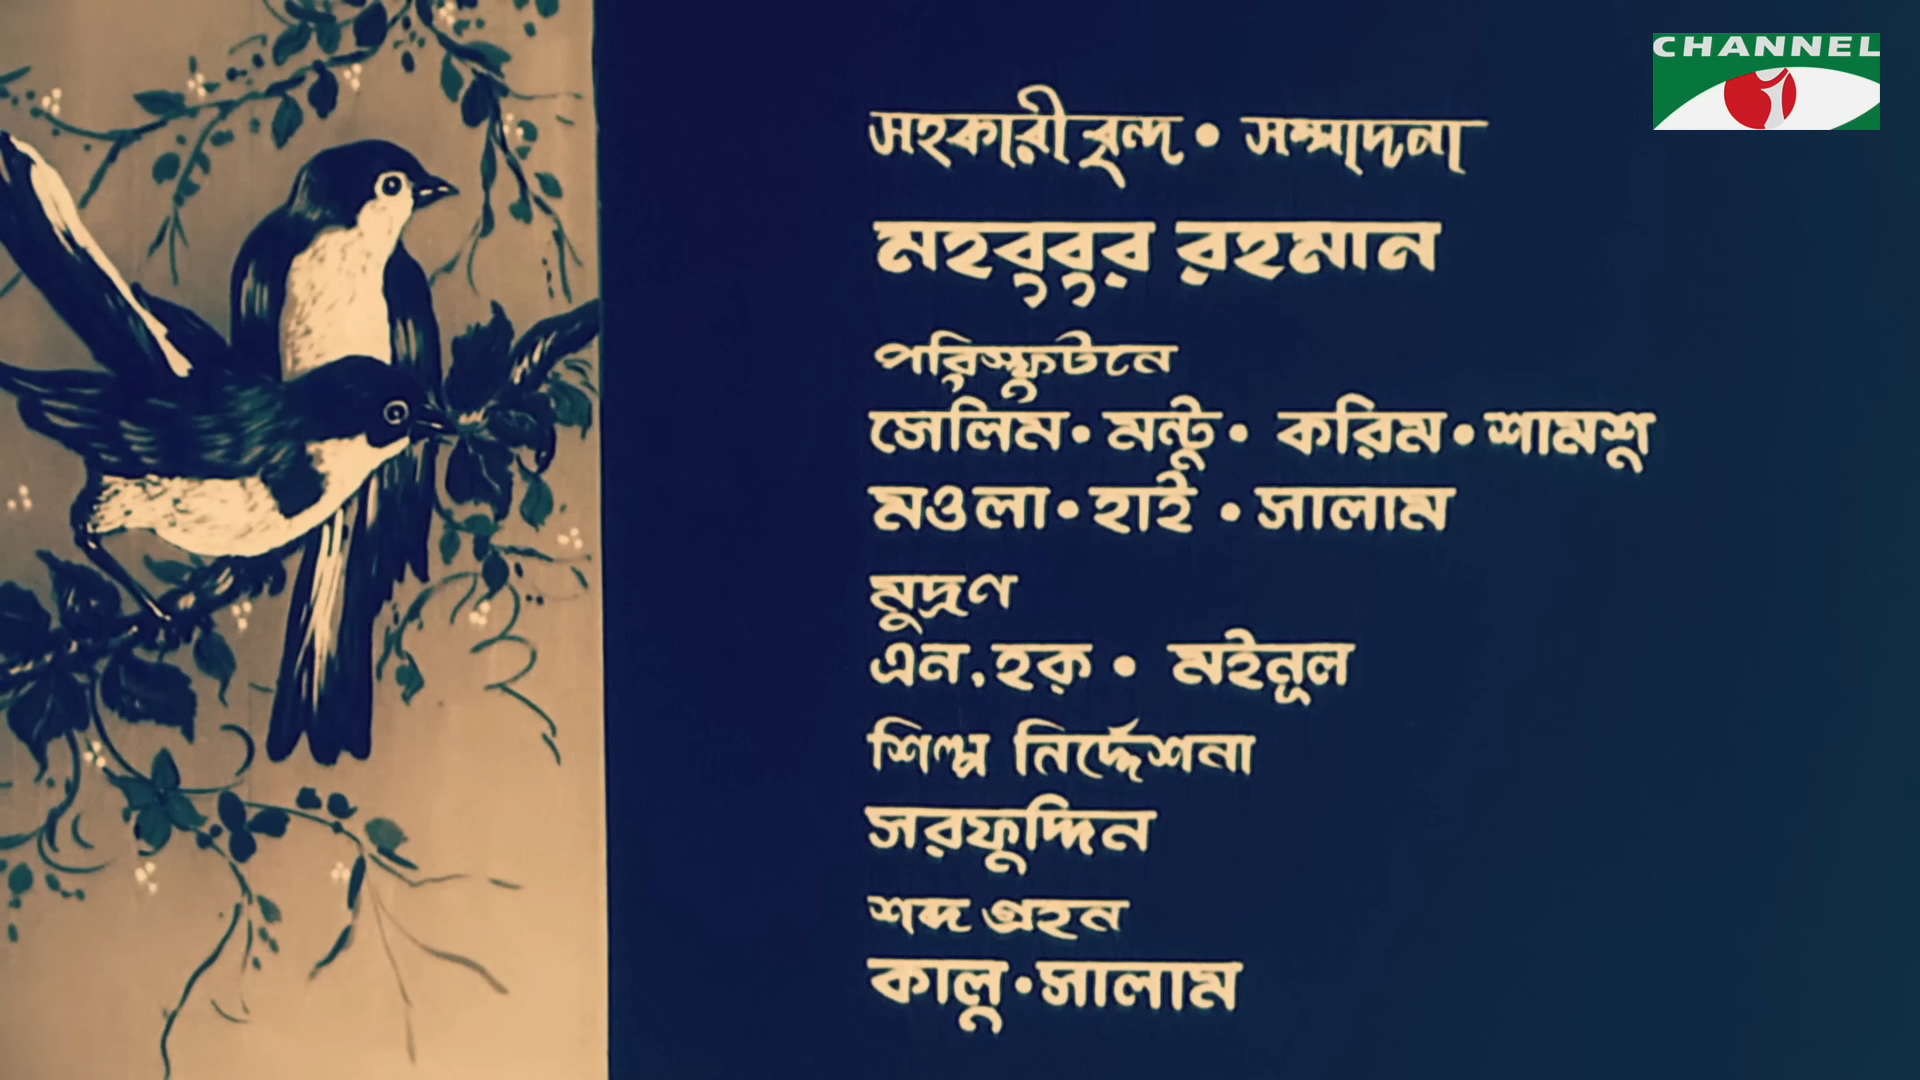 CHANNEL i
সহকারী বৃন্দ • সম্পাদনা
মহবুবুর রহমান
পরিস্ফুটনে
সেলিম • মন্টু • করিম • শামশু
মওলা • হাই • সালাম
মুদ্রণ
এন. হক • মইনূল
শিল্প নির্দ্দেশনা
সরফুদ্দিন
শব্দ গ্রহন
কালু • সালাম